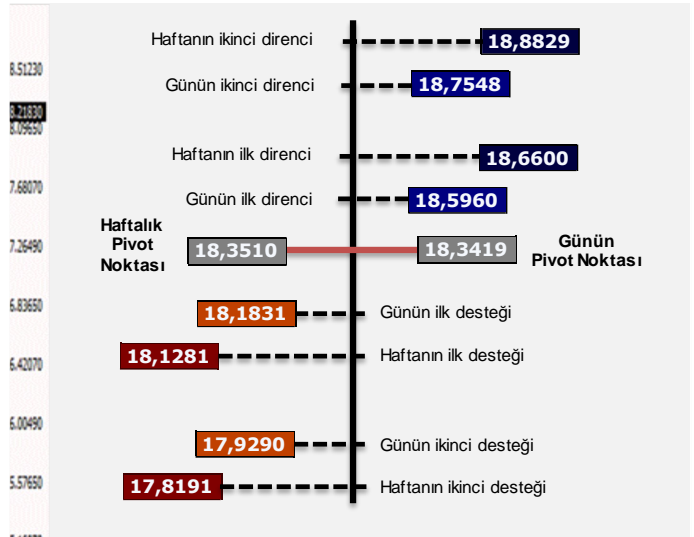 Haftanın ikinci direnci
18,8829
8.51230
Günün ikinci direnci
18,7548
8.21830
8.09650
Haftanın ilk direnci
18,6600
7.68070
Günün ilk direnci
18,5960
Haftalık
Pivot
Noktası
18,3510
18,3419
Günün
Pivot Noktası
7.26490
6.83650
18,1831
Günün ilk desteği
18,1281
Haftanın ilk desteği
6.42070
6.00490
17,9290
Günün ikinci desteği
5.57650
17,8191
Haftanın ikinci desteği